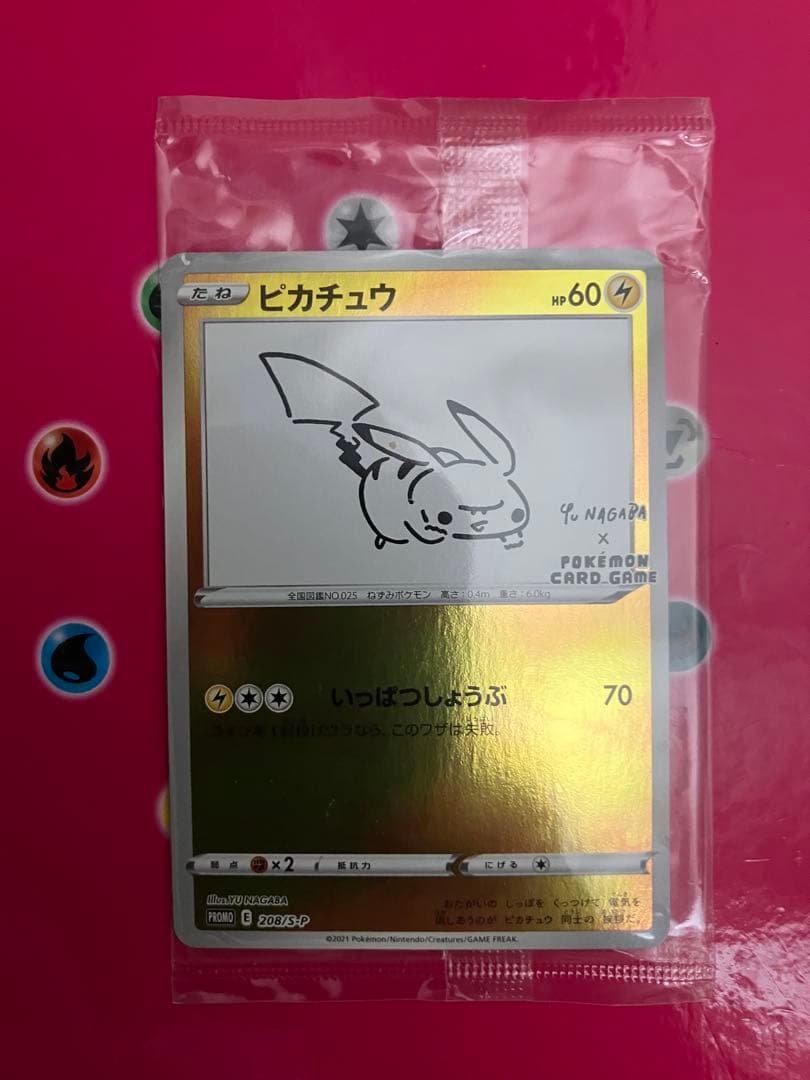 たね ピカチュウ HP60
Yu NAGABA
X
POKÉMON
CARD GAME
全国図鑑NO.025 ねずみポケモン 高さ:0.4m 重さ:6.0kg
いっぱつしょうぶ 70
なら、このワザは失敗。
弱点 ×2 抵抗力 にげる
Illus.YU NAGABA
おたがいの しっぽを くっつけて 電気を
PROMO E 208/S-P
流しあうのが ピカチュウ 同士の 挨拶だ。
©2021 Pokémon/Nintendo/Creatures/GAME FREAK.